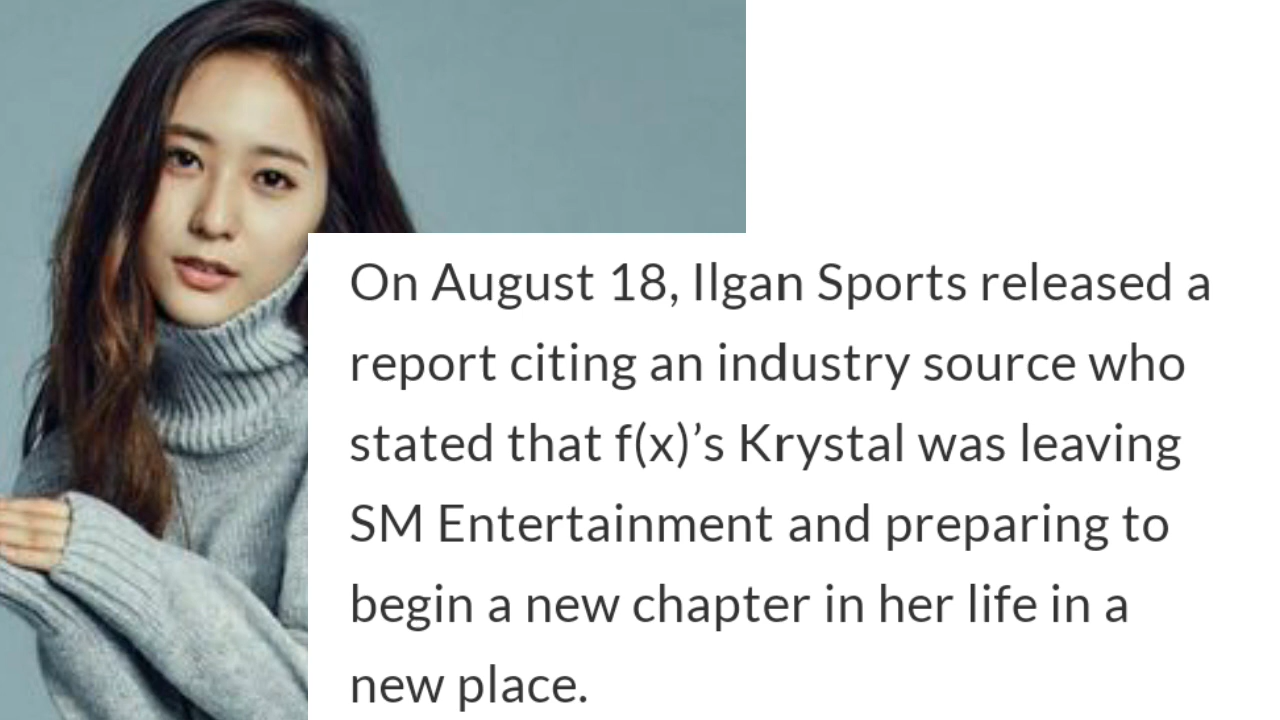 On August 18, Ilgan Sports released a
report citing an industry source who
stated that f(x)’s Krystal was leaving
SM Entertainment and preparing to
begin a new chapter in her life in a
new place.